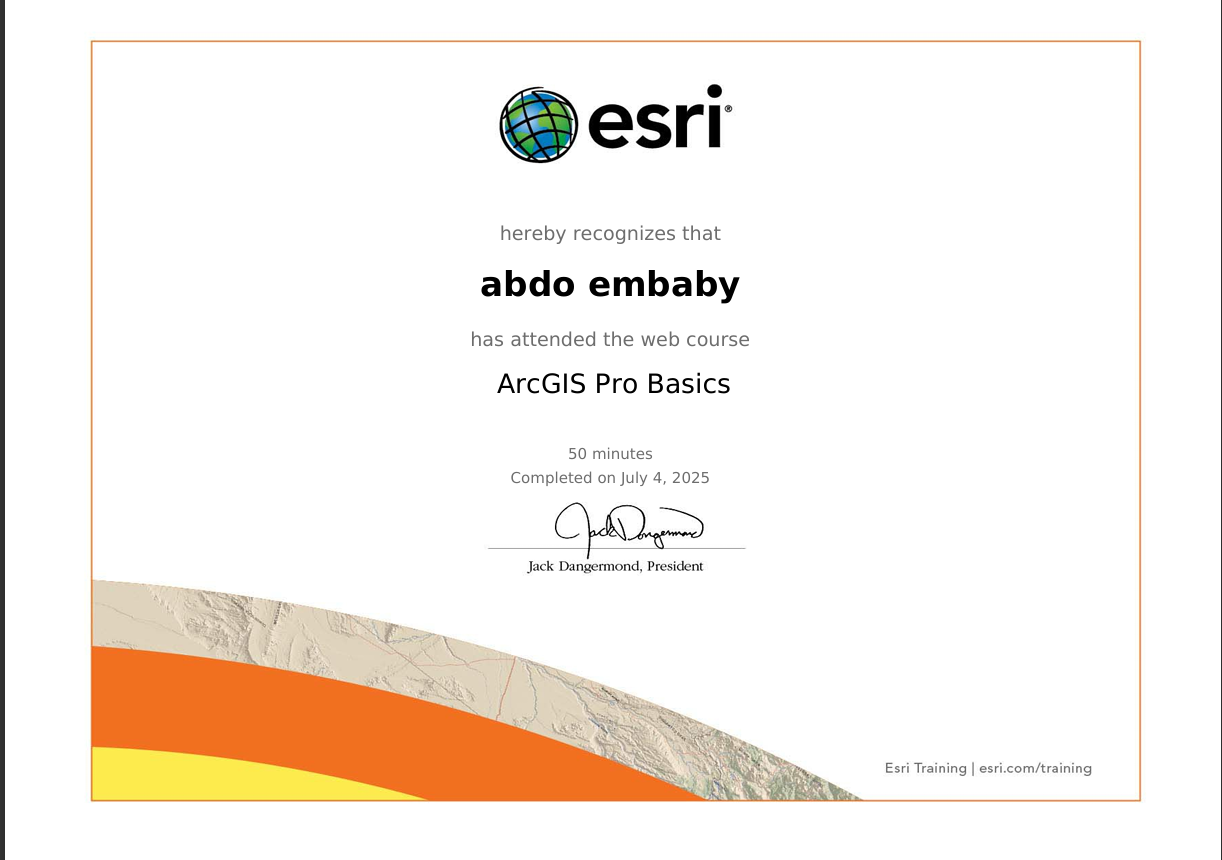 esri®
hereby recognizes that
abdo embaby
has attended the web course
ArcGIS Pro Basics
50 minutes
Completed on July 4, 2025
Jack Dangermond
Jack Dangermond, President
Esri Training | esri.com/training